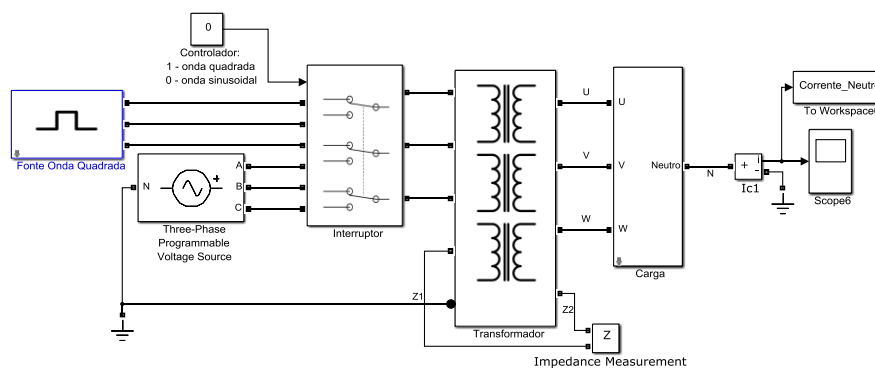 0
Controlador:
1 - onda quadrada
0 - onda sinusoidal
Fonte Onda Quadrada
N
A
B
C
+
Three-Phase
Programmable
Voltage Source
Interruptor
Z1
Transformador
Z2
U
V
W
U
V
W
Neutro
Carga
N
+
-
i
Ic1
Corrente_Neutro
To Workspace
Scope6
Z
Impedance Measurement